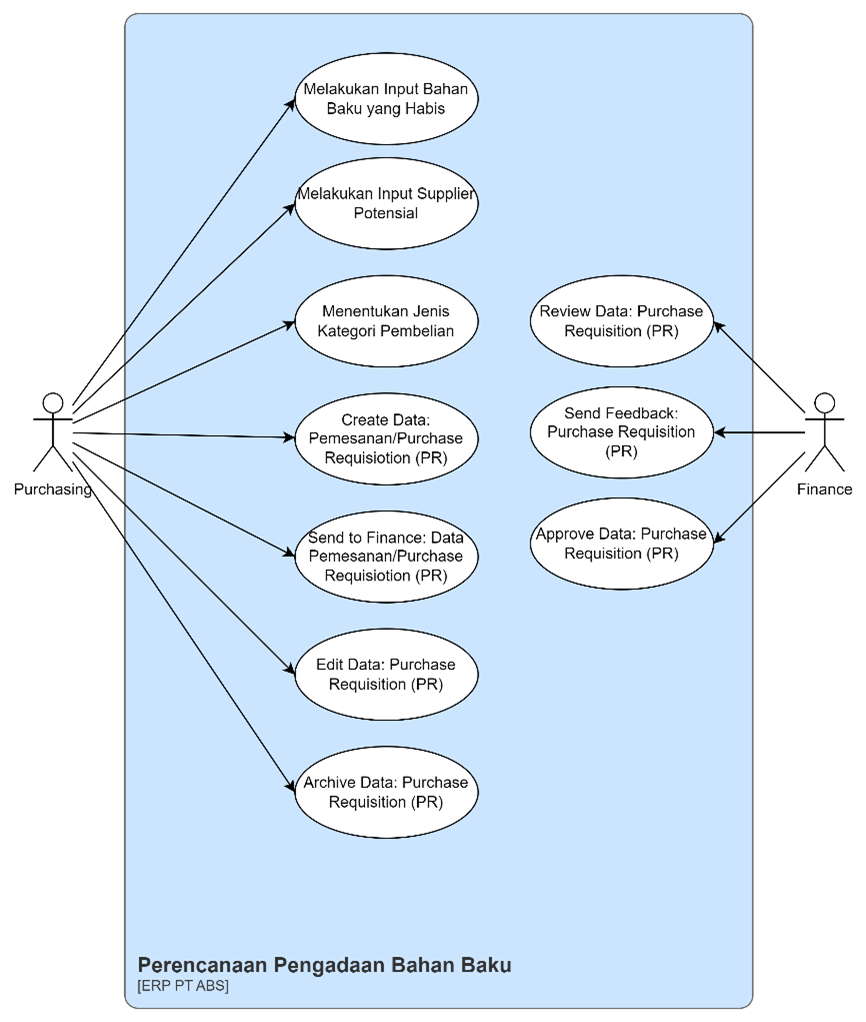 Melakukan Input Bahan
Baku yang Habis
Melakukan Input Supplier
Potensial
Menentukan Jenis
Kategori Pembelian
Create Data:
Pemesanan/Purchase
Requisiotion (PR)
Send to Finance: Data
Pemesanan/Purchase
Requisiotion (PR)
Edit Data: Purchase
Requisition (PR)
Archive Data: Purchase
Requisition (PR)
Review Data: Purchase
Requisition (PR)
Send Feedback:
Purchase Requisition
(PR)
Approve Data: Purchase
Requisition (PR)
Purchasing
Finance
Perencanaan Pengadaan Bahan Baku
[ERP PT ABS]